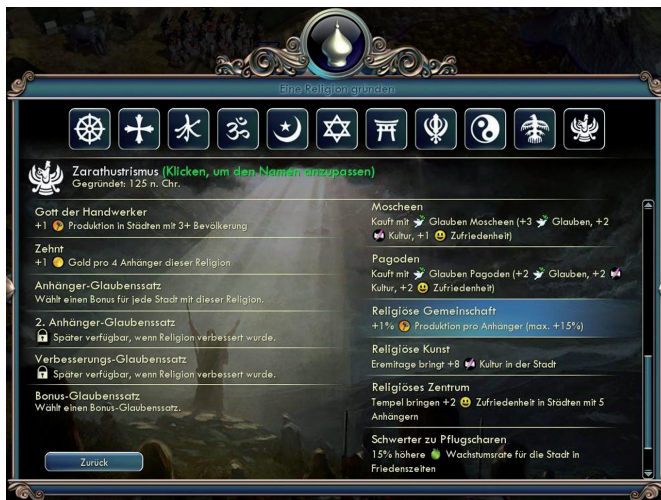 Eine Religion gründen
Zarathustrismus (Klicken, um den Namen anzupassen)
Gegründet: 125 n. Chr.
Gott der Handwerker
+1 Produktion in Städten mit 3+ Bevölkerung
Zehnt
+1 Gold pro 4 Anhänger dieser Religion
Anhänger-Glaubenssatz
Wählt einen Bonus für jede Stadt mit dieser Religion.
2. Anhänger-Glaubenssatz
Später verfügbar, wenn Religion verbessert wurde.
Verbesserungs-Glaubenssatz
Später verfügbar, wenn Religion verbessert wurde.
Bonus-Glaubenssatz
Wählt einen Bonus-Glaubenssatz.
Zurück
Moscheen
Kauft mit Glauben Moscheen (+3 Glauben, +2
Kultur, +1 Zufriedenheit)
Pagoden
Kauft mit Glauben Pagoden (+2 Glauben, +2
Kultur, +2 Zufriedenheit)
Religiöse Gemeinschaft
+1% Produktion pro Anhänger (max. +15%)
Religiöse Kunst
Eremitage bringt +8 Kultur in der Stadt
Religiöses Zentrum
Tempel bringen +2 Zufriedenheit in Städten mit 5
Anhängern
Schwerter zu Pflugscharen
15% höhere Wachstumsrate für die Stadt in
Friedenszeiten